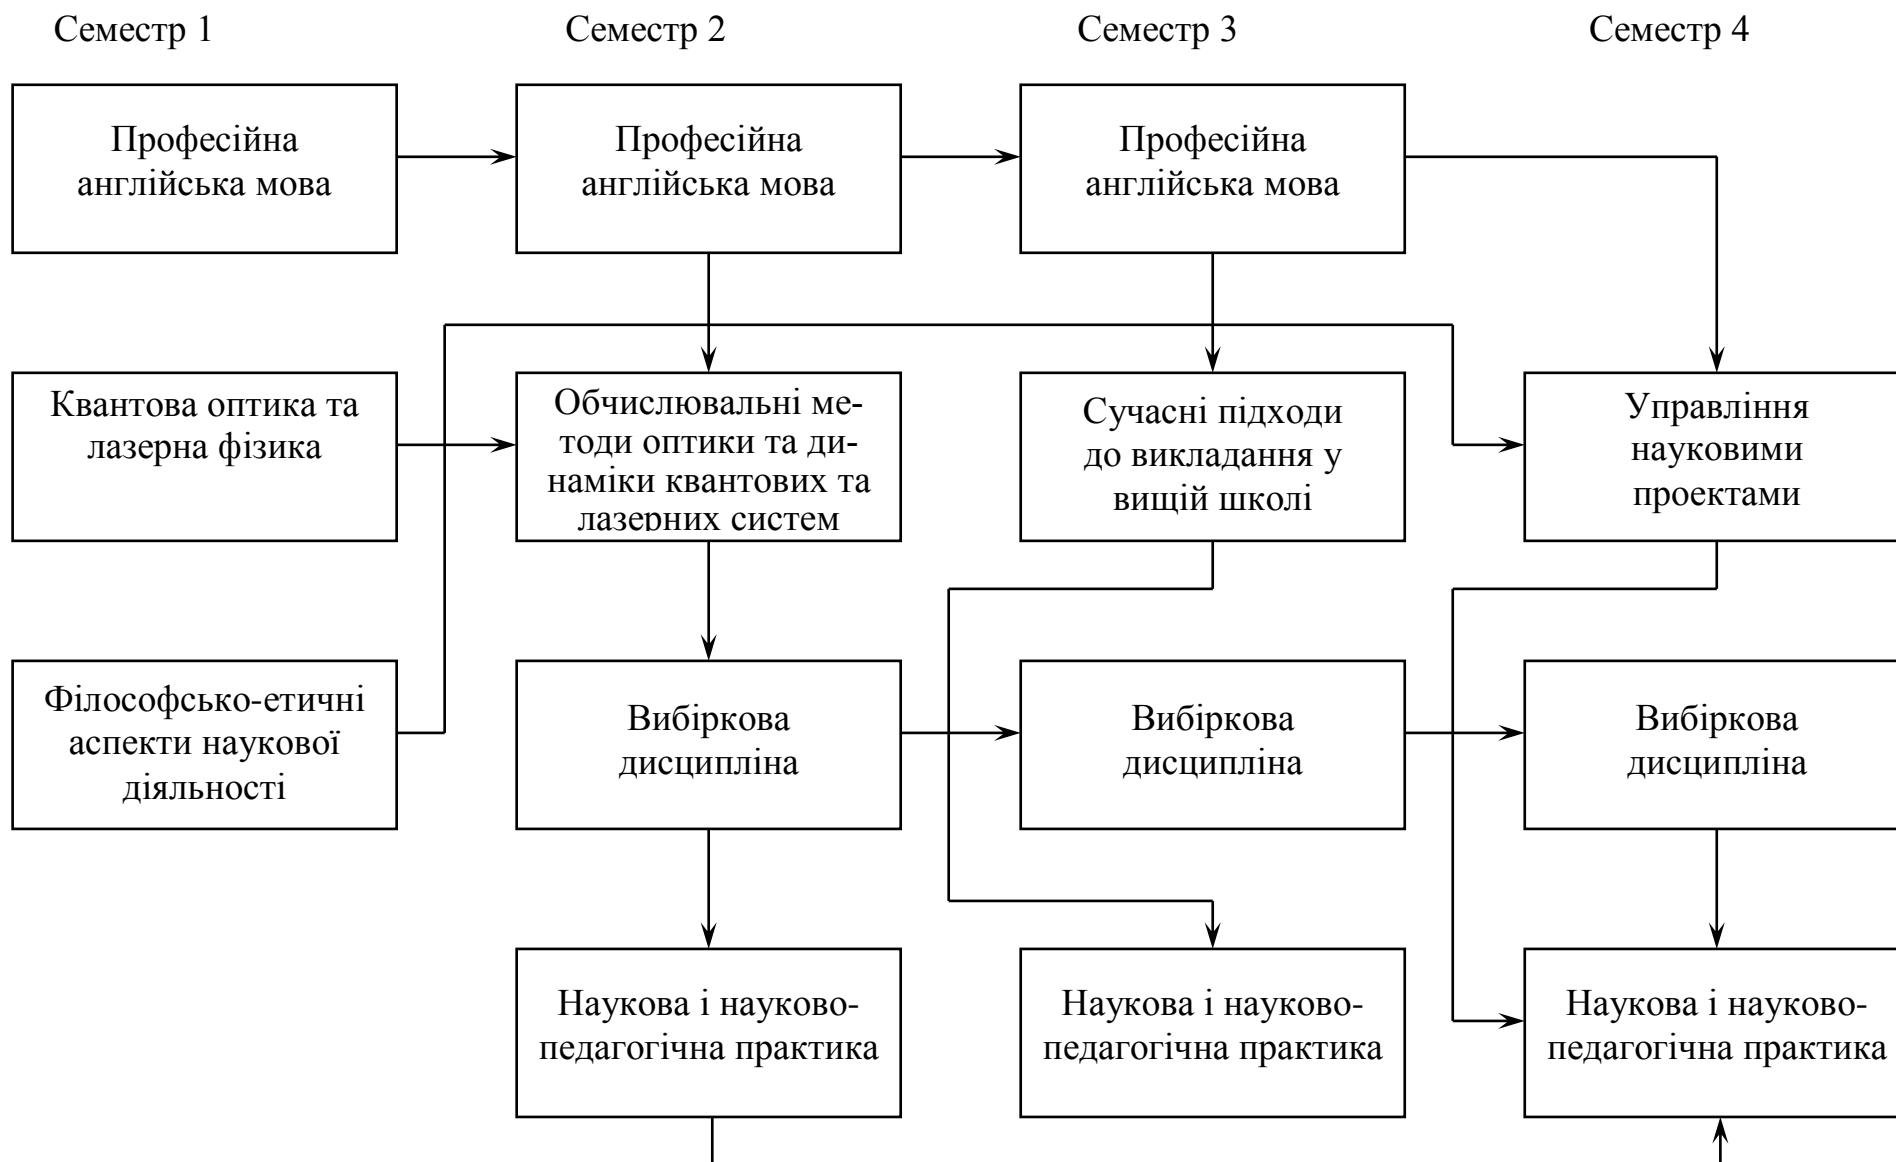 Семестр 1
Семестр 2
Семестр 3
Семестр 4
Професійна
англійська мова
Професійна
англійська мова
Професійна
англійська мова
Квантова оптика та
лазерна фізика
Обчислювальні ме-
тоди оптики та ди-
наміки квантових та
лазерних систем
Сучасні підходи
до викладання у
вищій школі
Управління
науковими
проектами
Філософсько-етичні
аспекти наукової
діяльності
Вибіркова
дисципліна
Вибіркова
дисципліна
Вибіркова
дисципліна
Наукова і науково-
педагогічна практика
Наукова і науково-
педагогічна практика
Наукова і науково-
педагогічна практика